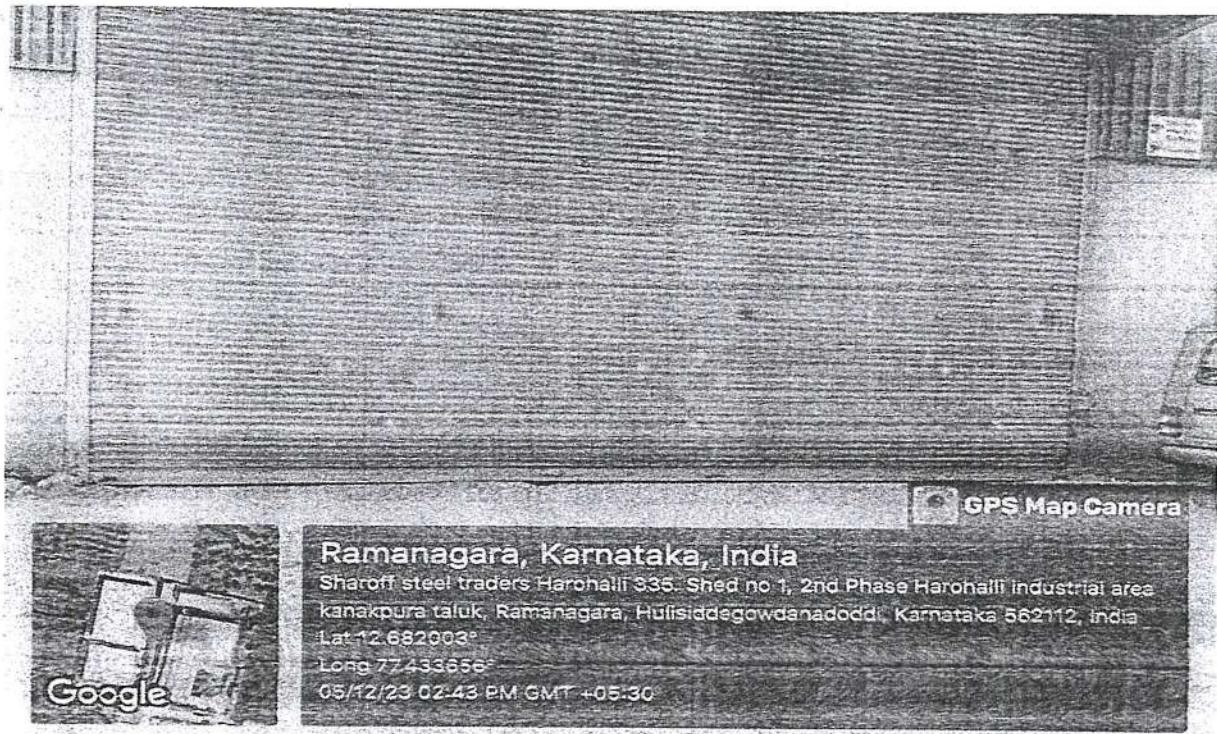 GPS Map Camera
Ramanagara, Karnataka, India
Sharoff steel traders Harohalli 335. Shed no 1, 2nd Phase Harohalli industrial area
kanakpura taluk, Ramanagara, Hulisiddegowdanadoddi, Karnataka 562112, India
Lat 12.682003°
Long 77.433656°
05/12/23 02:43 PM GMT +05:30
Google